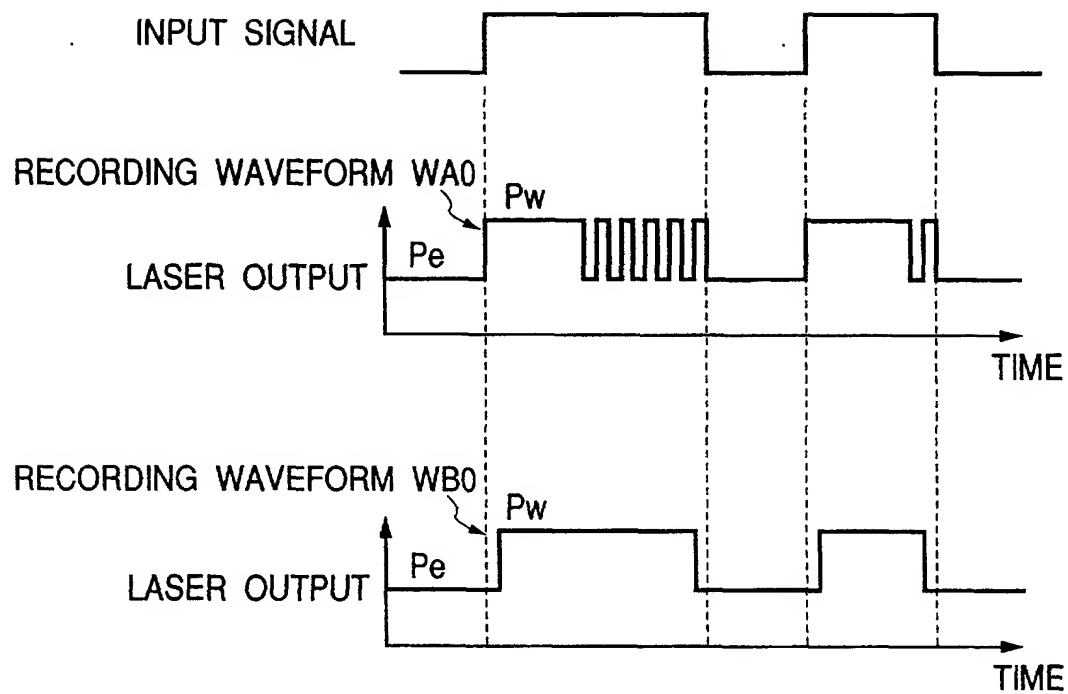 INPUT SIGNAL
RECORDING WAVEFORM WA0
Pw
Pe
LASER OUTPUT
TIME
RECORDING WAVEFORM WB0
Pw
Pe
LASER OUTPUT
TIME